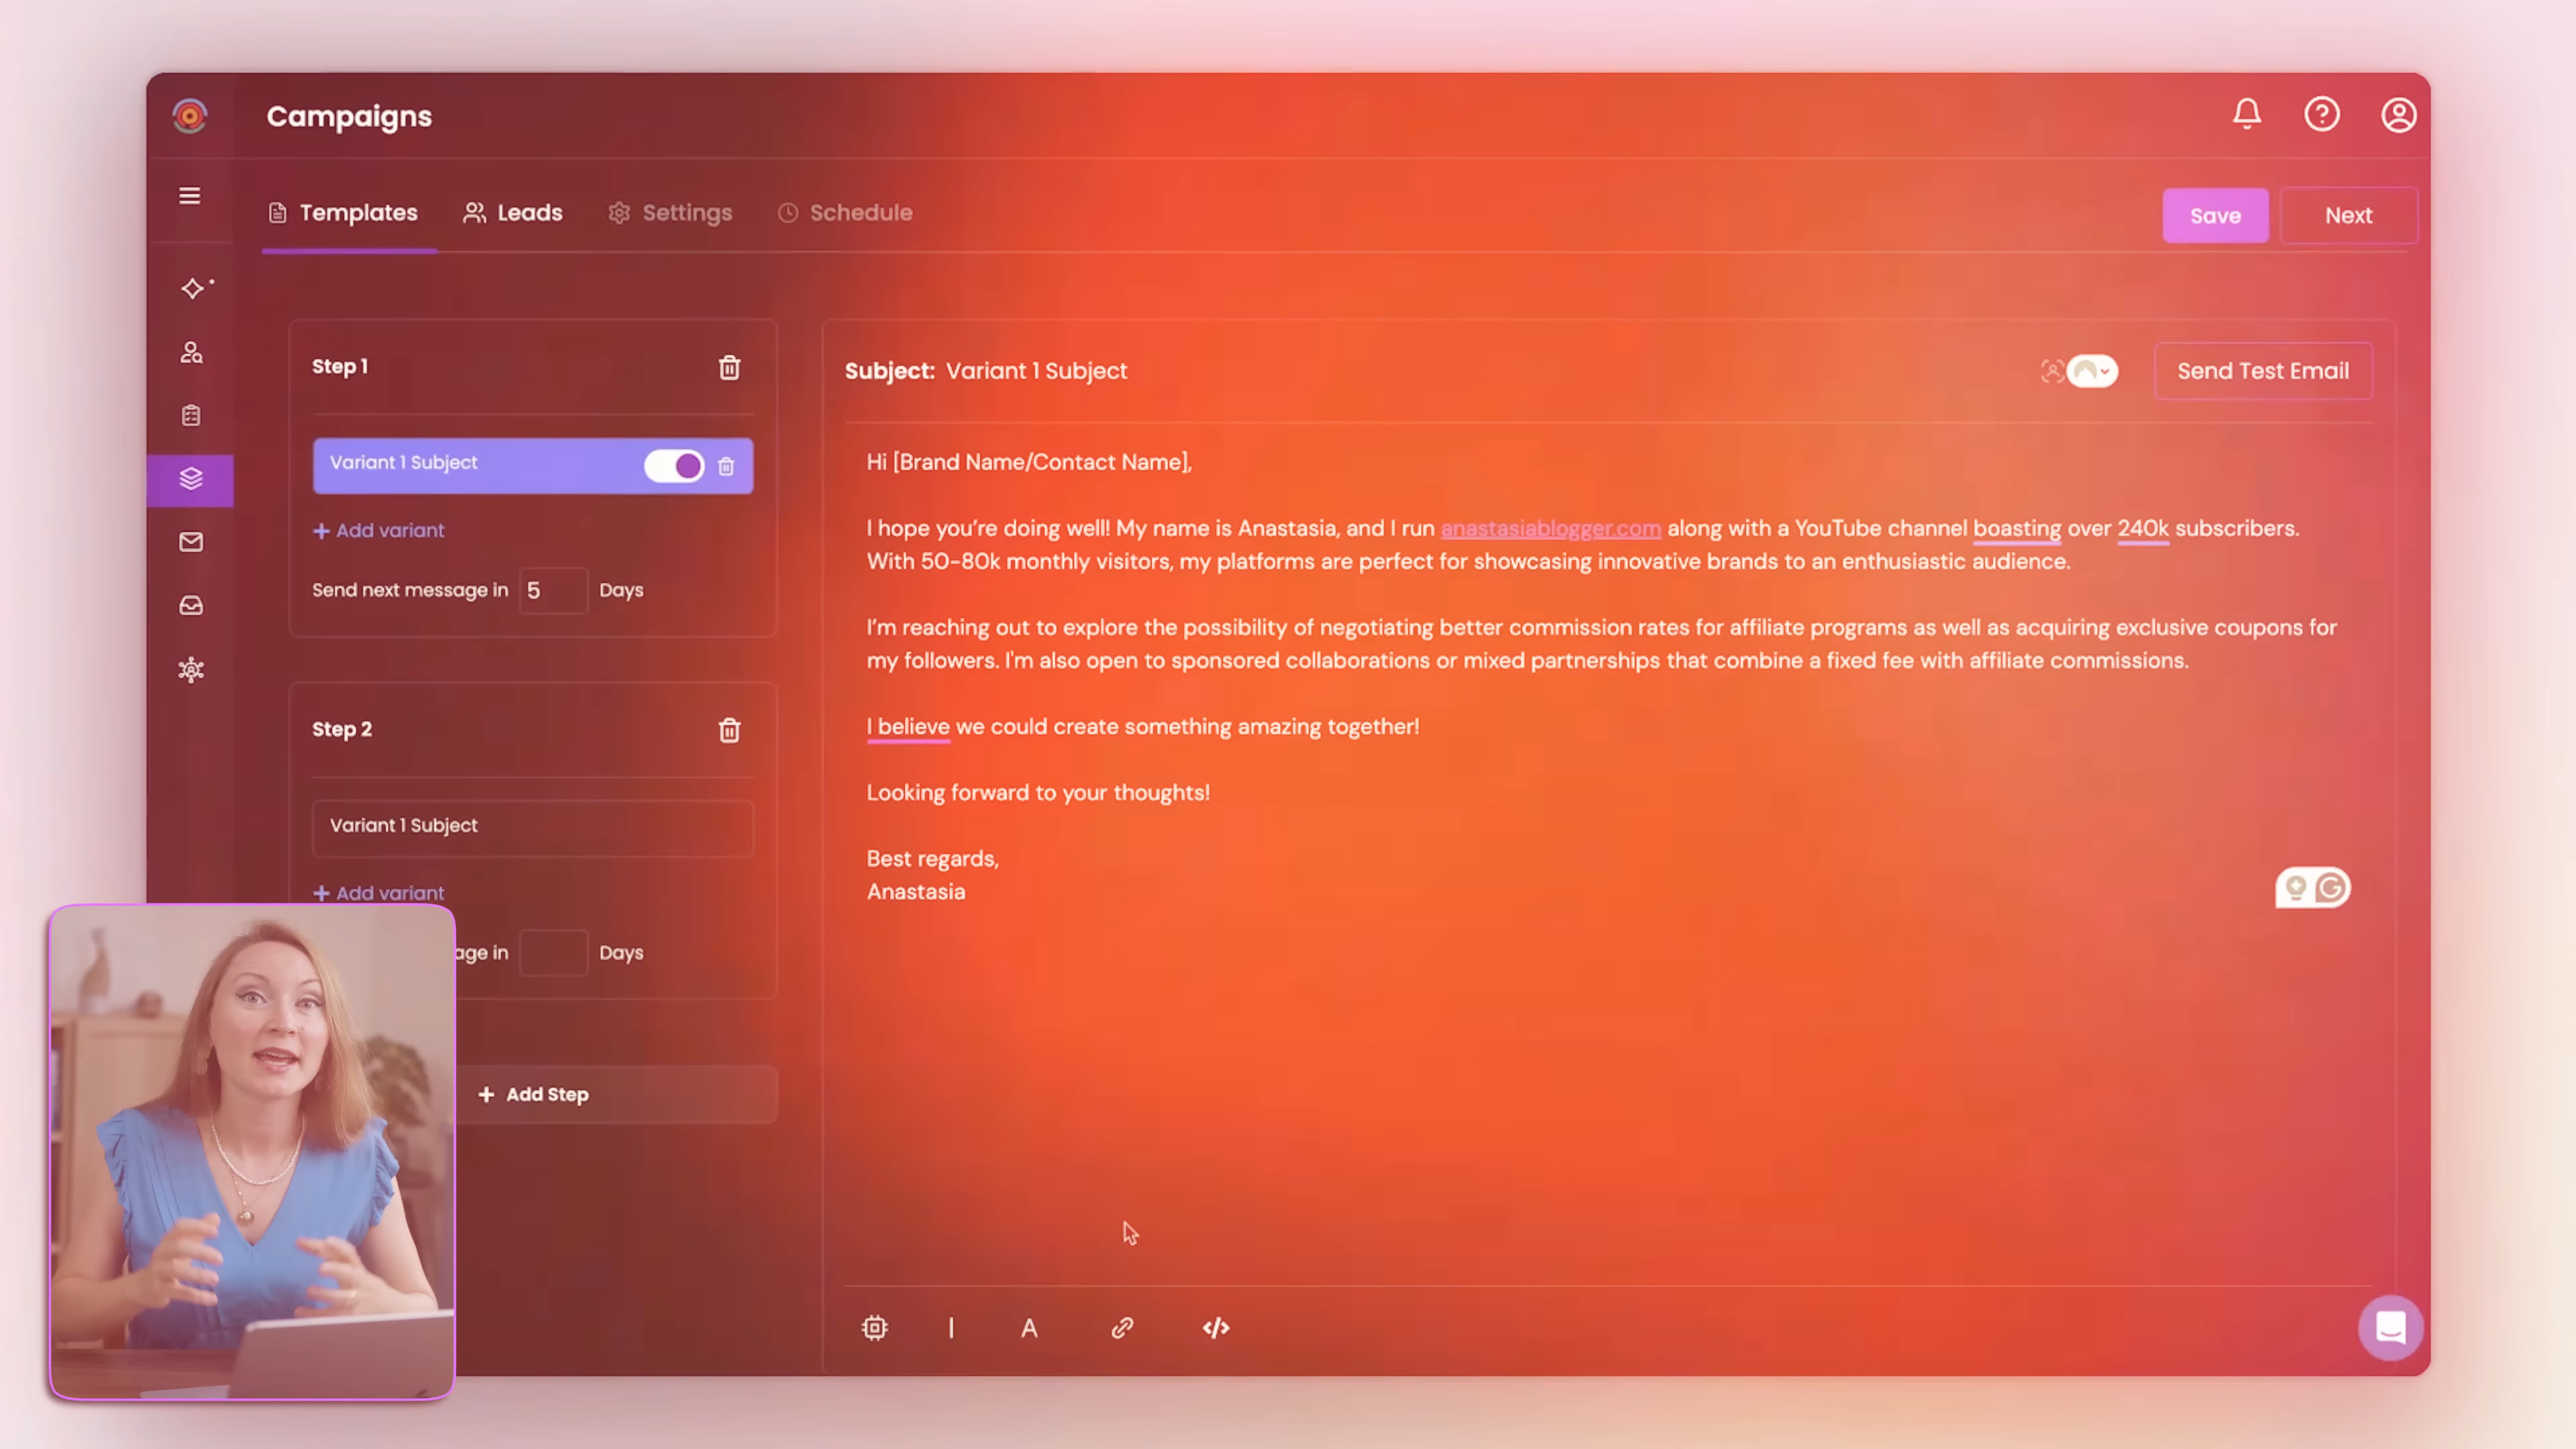 Campaigns
Templates
Leads
Settings
Schedule
Save
Next
Step 1
Variant 1 Subject
+ Add variant
Send next message in 5 Days
Step 2
Variant 1 Subject
+ Add variant
age in Days
+ Add Step
Subject: Variant 1 Subject
Send Test Email
Hi [Brand Name/Contact Name],
I hope you’re doing well! My name is Anastasia, and I run anastasiablogger.com along with a YouTube channel boasting over 240k subscribers.
With 50-80k monthly visitors, my platforms are perfect for showcasing innovative brands to an enthusiastic audience.
I’m reaching out to explore the possibility of negotiating better commission rates for affiliate programs as well as acquiring exclusive coupons for
my followers. I'm also open to sponsored collaborations or mixed partnerships that combine a fixed fee with affiliate commissions.
I believe we could create something amazing together!
Looking forward to your thoughts!
Best regards,
Anastasia